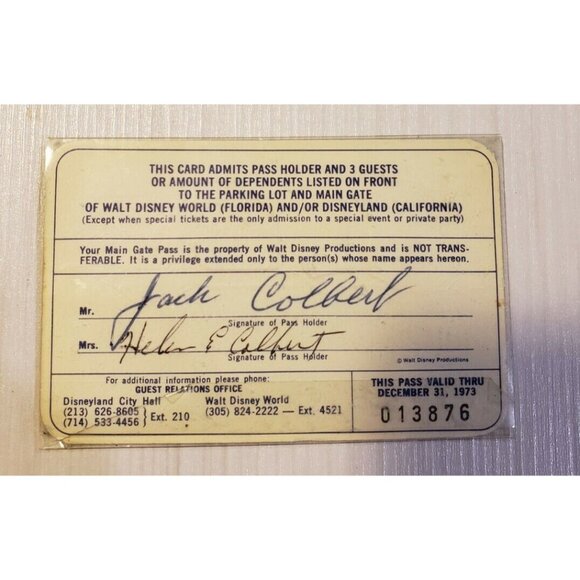 THIS CARD ADMITS PASS HOLDER AND 3 GUESTS
OR AMOUNT OF DEPENDENTS LISTED ON FRONT
TO THE PARKING LOT AND MAIN GATE
OF WALT DISNEY WORLD (FLORIDA) AND/OR DISNEYLAND (CALIFORNIA)
(Except when special tickets are the only admission to a special event or private party)
Your Main Gate Pass is the property of Walt Disney Productions and is NOT TRANS-
FERABLE. It is a privilege extended only to the person(s) whose name appears hereon.
Mr. Jack Colbert
Signature of Pass Holder
Mrs. Helen E Colbert
Signature of Pass Holder
© Walt Disney Productions
For additional information please phone:
GUEST RELATIONS OFFICE
Disneyland City Hall Walt Disney World
(213) 626-8605 } Ext. 210 (305) 824-2222 — Ext. 4521
(714) 533-4456
THIS PASS VALID THRU
DECEMBER 31, 1973
013876